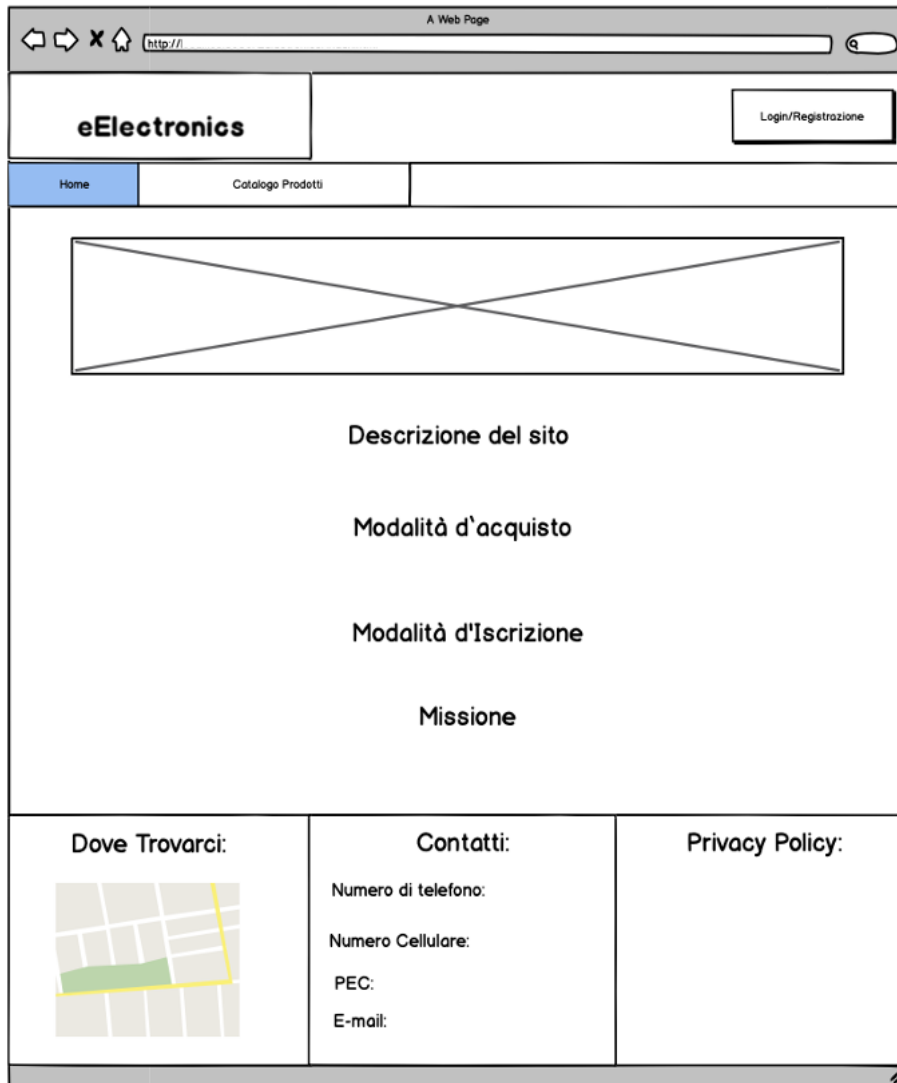 A Web Page
http://
eElectronics
Login/Registrazione
Home
Catalogo Prodotti
Descrizione del sito
Modalità d`acquisto
Modalità d'Iscrizione
Missione
Dove Trovarci:
Contatti:
Numero di telefono:
Numero Cellulare:
PEC:
E-mail:
Privacy Policy: